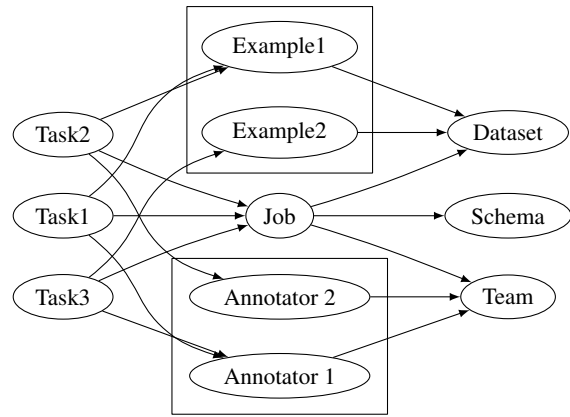 Example1
Example2
Task2
Task1
Task3
Job
Annotator 2
Annotator 1
Dataset
Schema
Team